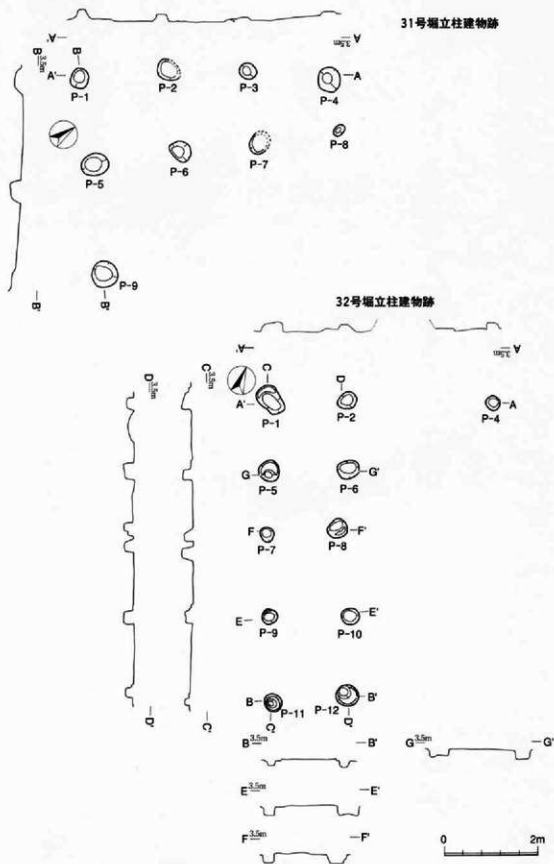 31号掘立柱建物跡
A' A
3.5m
B B
3.5m
A' A
P-1 P-2 P-3 P-4
P-8
P-5 P-6 P-7
P-9
B' B'
32号掘立柱建物跡
A' A
3.5m
D C C D
3.5m 3.5m
A' A
P-1 P-2 P-4
G G'
P-5 P-6
F F'
P-7 P-8
E E'
P-9 P-10
B P-11 P-12 B'
D' C' C' D'
B 3.5m B' G 3.5m G'
E 3.5m E'
F 3.5m F'
0 2m